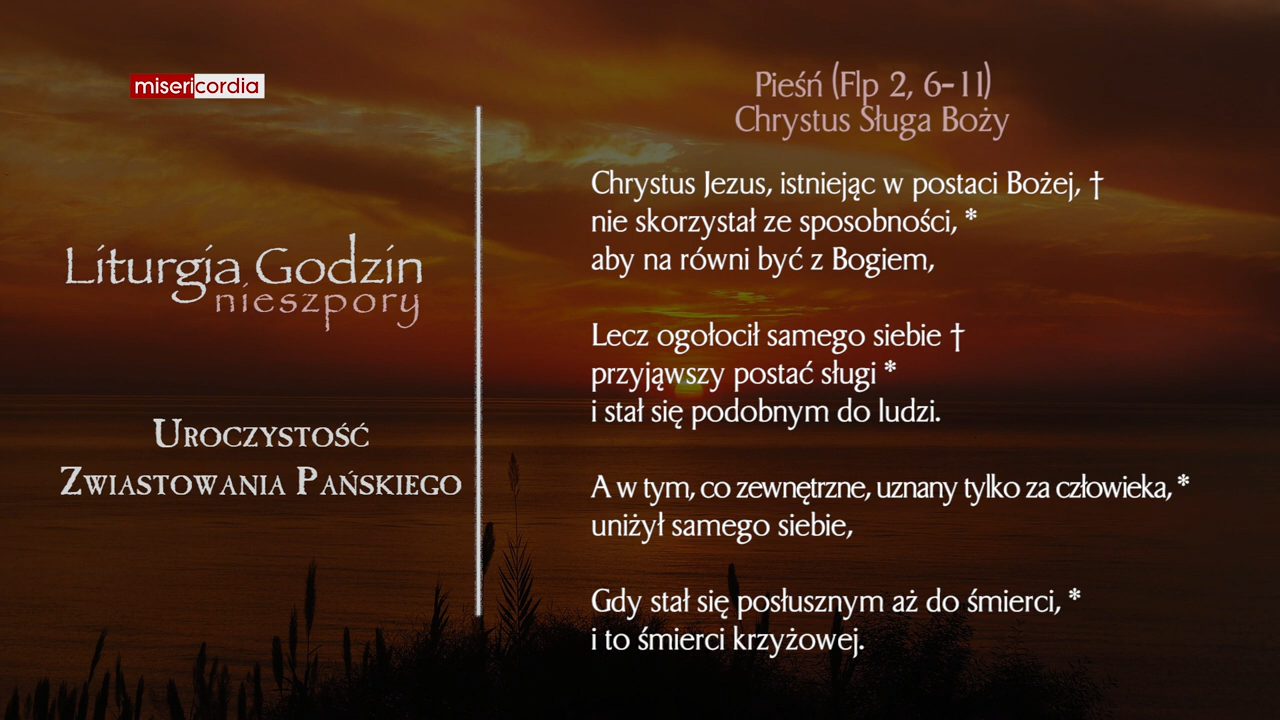 misericordia
Liturgia Godzin
nieszpory
Uroczystość
Zwiastowania Pańskiego
Pieśń (Flp 2, 6-11)
Chrystus Sługa Boży
Chrystus Jezus, istniejąc w postaci Bożej, †
nie skorzystał ze sposobności, *
aby na równi być z Bogiem,
Lecz ogołocił samego siebie †
przyjąwszy postać sługi *
i stał się podobnym do ludzi.
A w tym, co zewnętrzne, uznany tylko za człowieka, *
uniżył samego siebie,
Gdy stał się posłusznym aż do śmierci, *
i to śmierci krzyżowej.